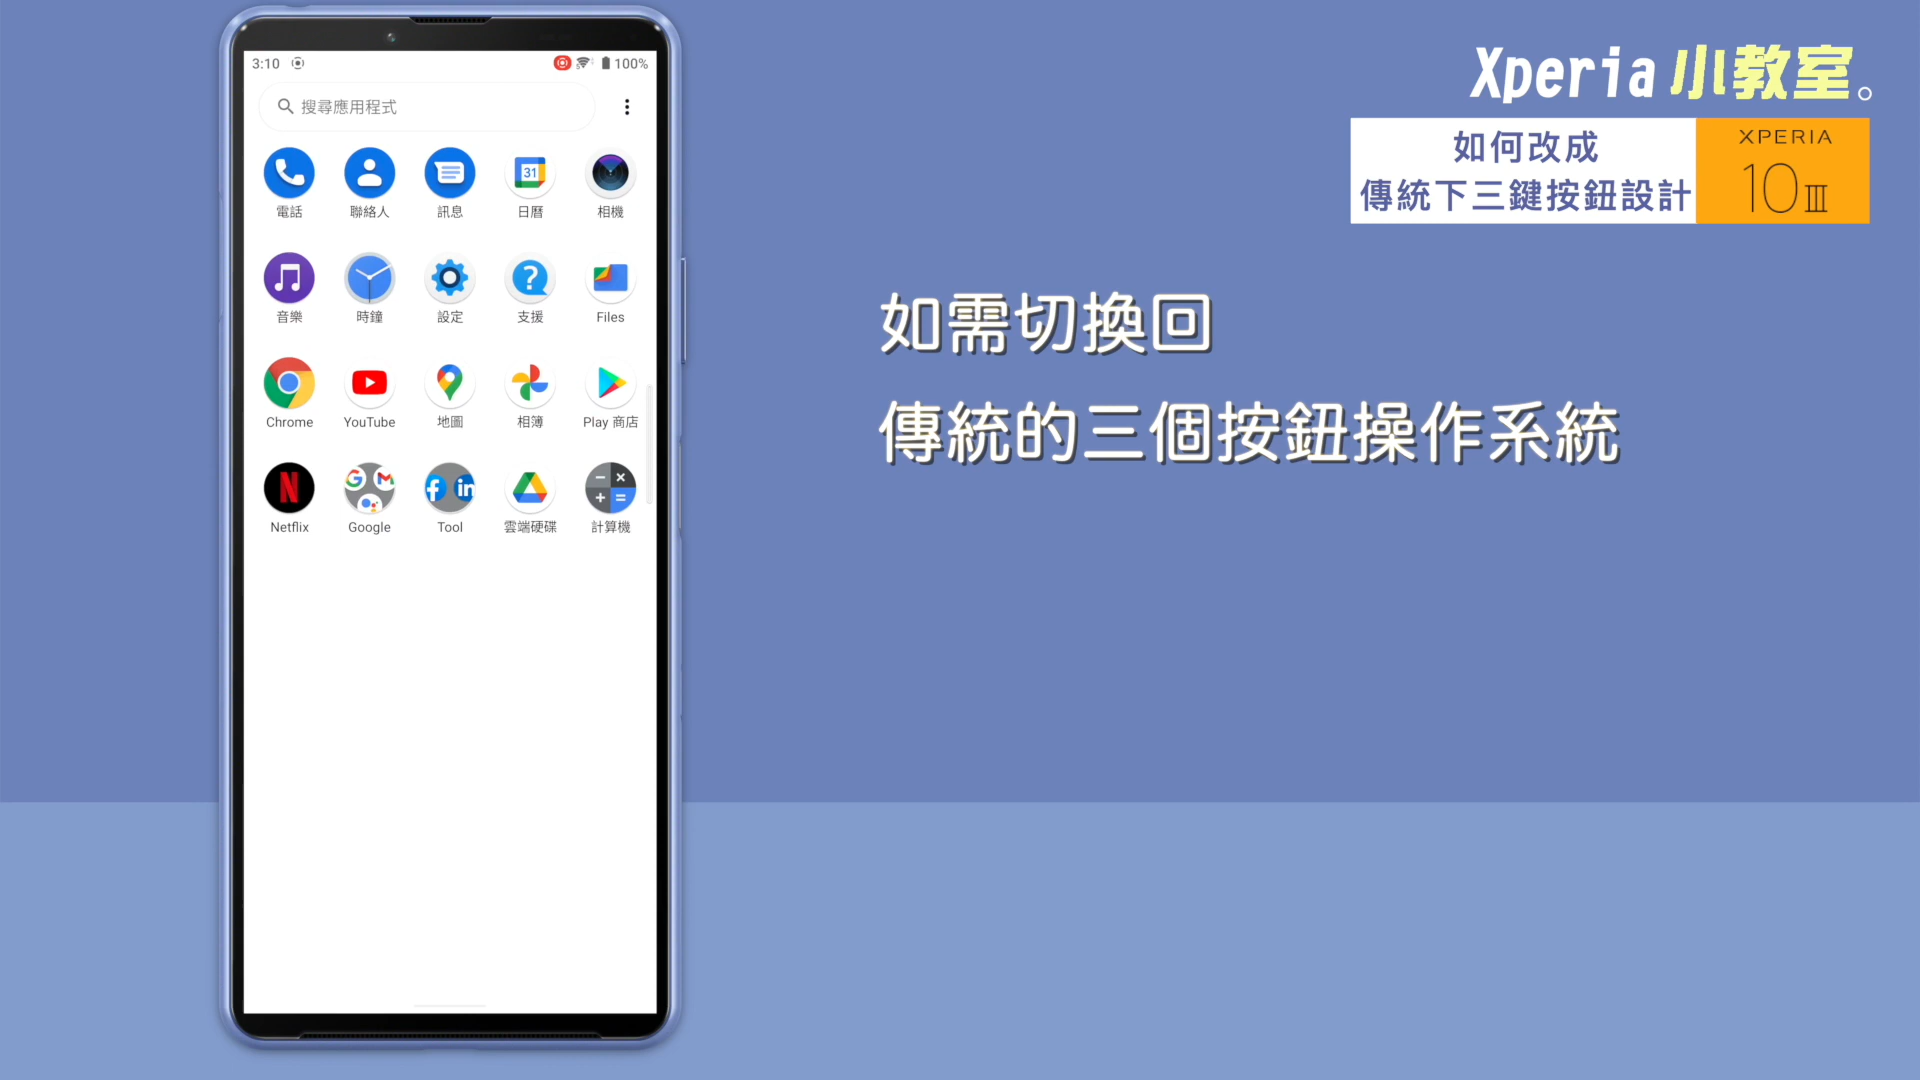 Xperia 小教室。
如何改成
傳統下三鍵按鈕設計
XPERIA
10 III
如需切換回
傳統的三個按鈕操作系統
3:10
100%
搜尋應用程式
31
電話 聯絡人 訊息 日曆 相機
音樂 時鐘 設定 支援 Files
Chrome YouTube 地圖 相簿 Play 商店
Netflix Google Tool 雲端硬碟 計算機